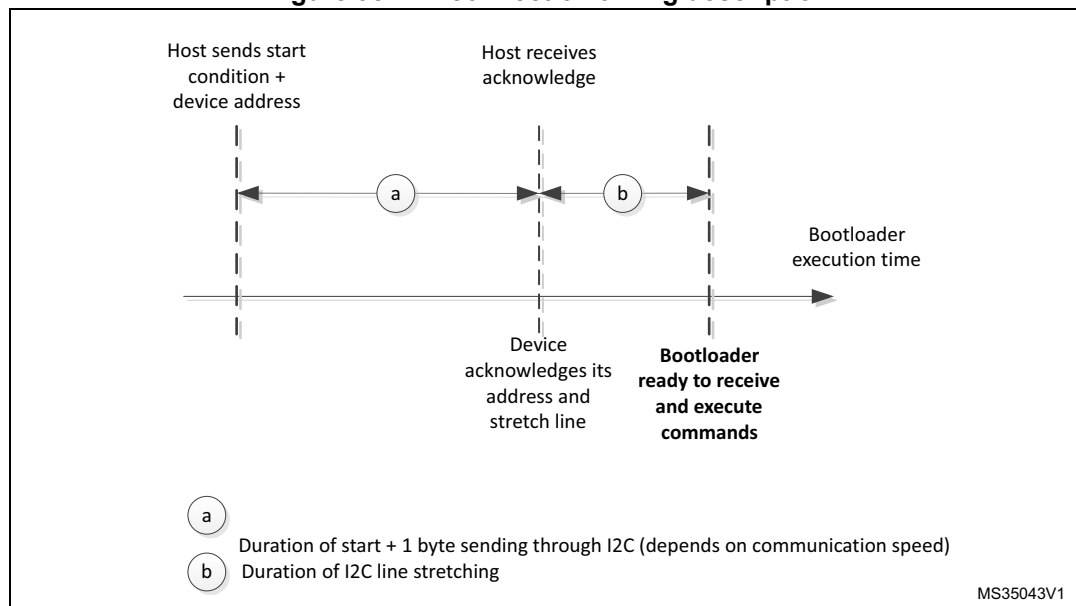 Host sends start
condition +
device address
Host receives
acknowledge
a
b
Bootloader
execution time
Device
acknowledges its
address and
stretch line
Bootloader
ready to receive
and execute
commands
a
Duration of start + 1 byte sending through I2C (depends on communication speed)
b Duration of I2C line stretching
MS35043V1